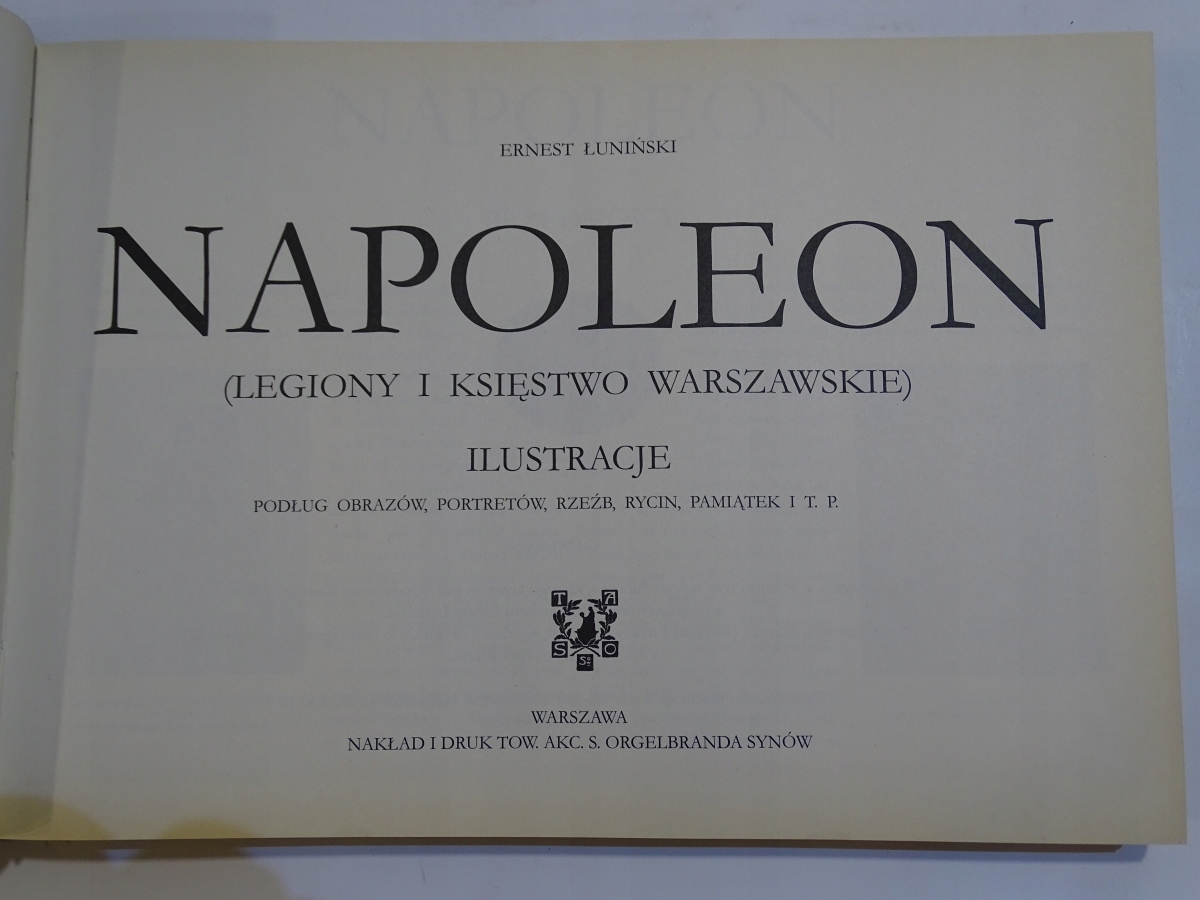 ERNEST ŁUNIŃSKI
NAPOLEON
(LEGIONY I KSIĘSTWO WARSZAWSKIE)
ILUSTRACJE
PODŁUG OBRAZÓW, PORTRETÓW, RZEŹB, RYCIN, PAMIĄTEK I T. P.
T A
S O
WARSZAWA
NAKŁAD I DRUK TOW. AKC. S. ORGELBRANDA SYNÓW